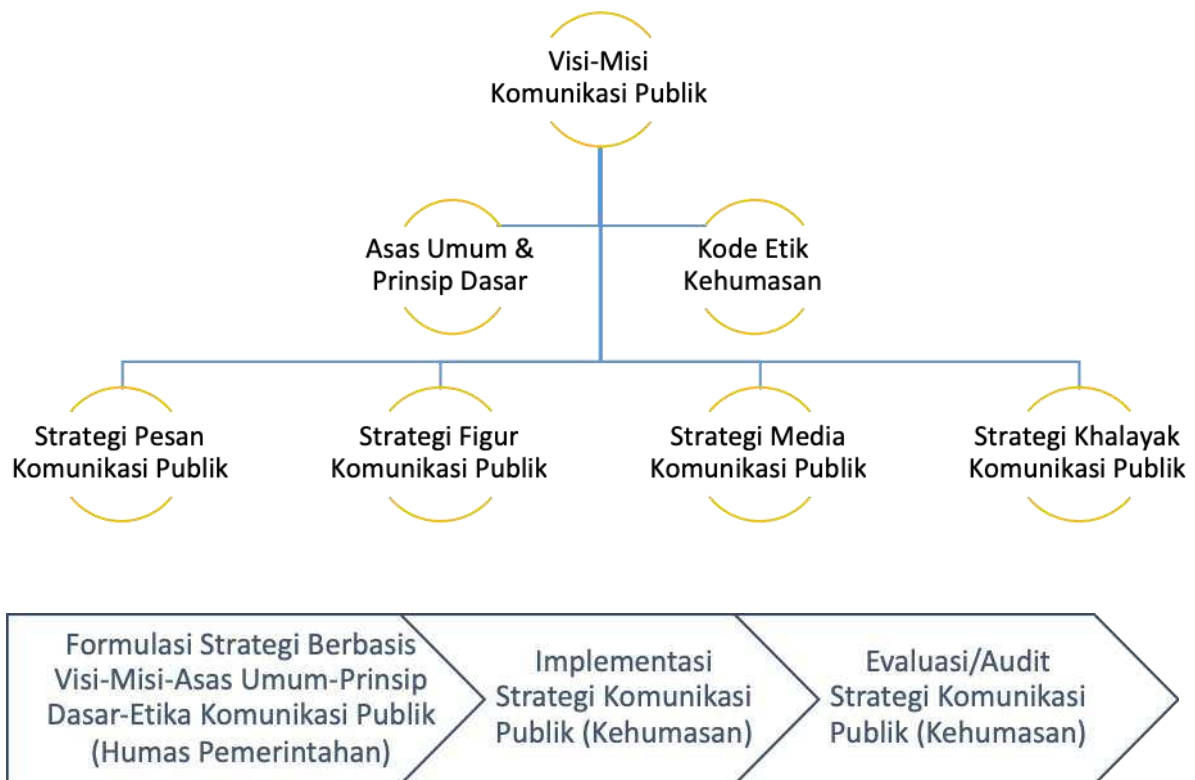 Visi-Misi
Komunikasi Publik
Asas Umum &
Prinsip Dasar
Kode Etik
Kehumasan
Strategi Pesan
Komunikasi Publik
Strategi Figur
Komunikasi Publik
Strategi Media
Komunikasi Publik
Strategi Khalayak
Komunikasi Publik
Formulasi Strategi Berbasis
Visi-Misi-Asas Umum-Prinsip
Dasar-Etika Komunikasi Publik
(Humas Pemerintahan)
Implementasi
Strategi Komunikasi
Publik (Kehumasan)
Evaluasi/Audit
Strategi Komunikasi
Publik (Kehumasan)